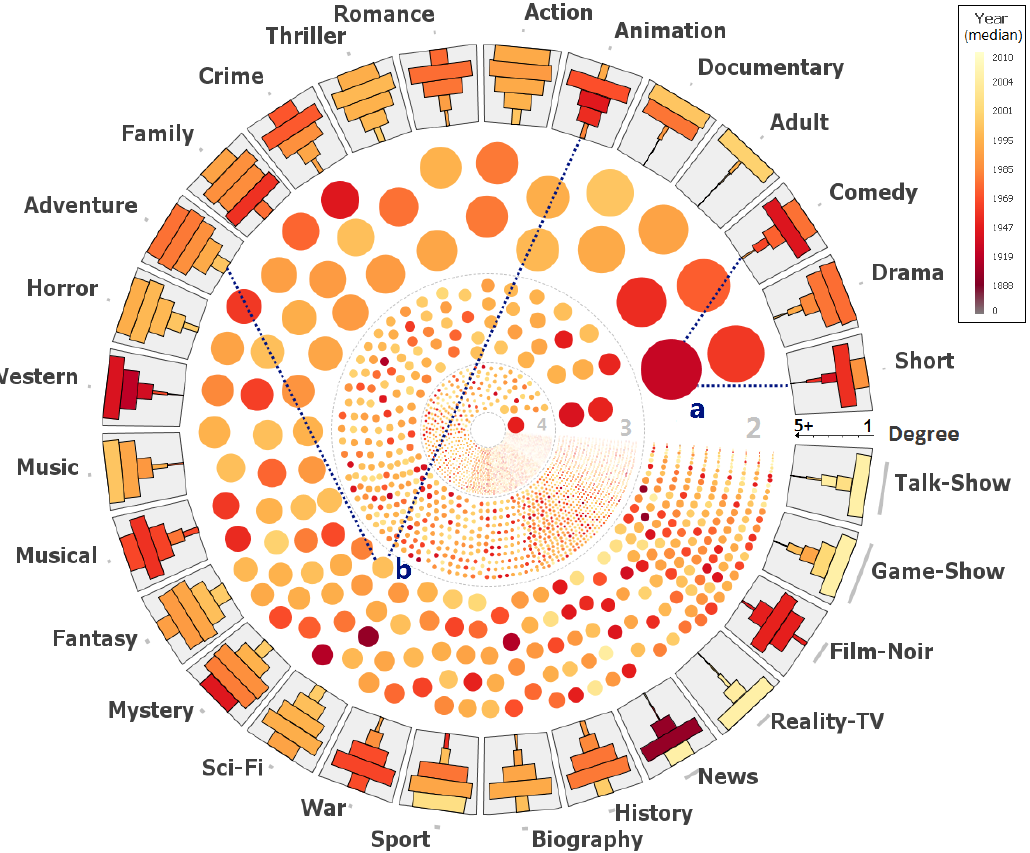 Romance
Action
Thriller
Animation
Crime
Documentary
Family
Adult
Adventure
Comedy
Horror
Drama
Western
Short
Music
Musical
Fantasy
Mystery
Sci-Fi
War
Sport
Biography
History
News
Reality-TV
Film-Noir
Game-Show
Talk-Show
5+ 1 Degree
a
b
2
3
4
Year
(median)
2010
2004
2001
1995
1985
1969
1947
1919
1888
0